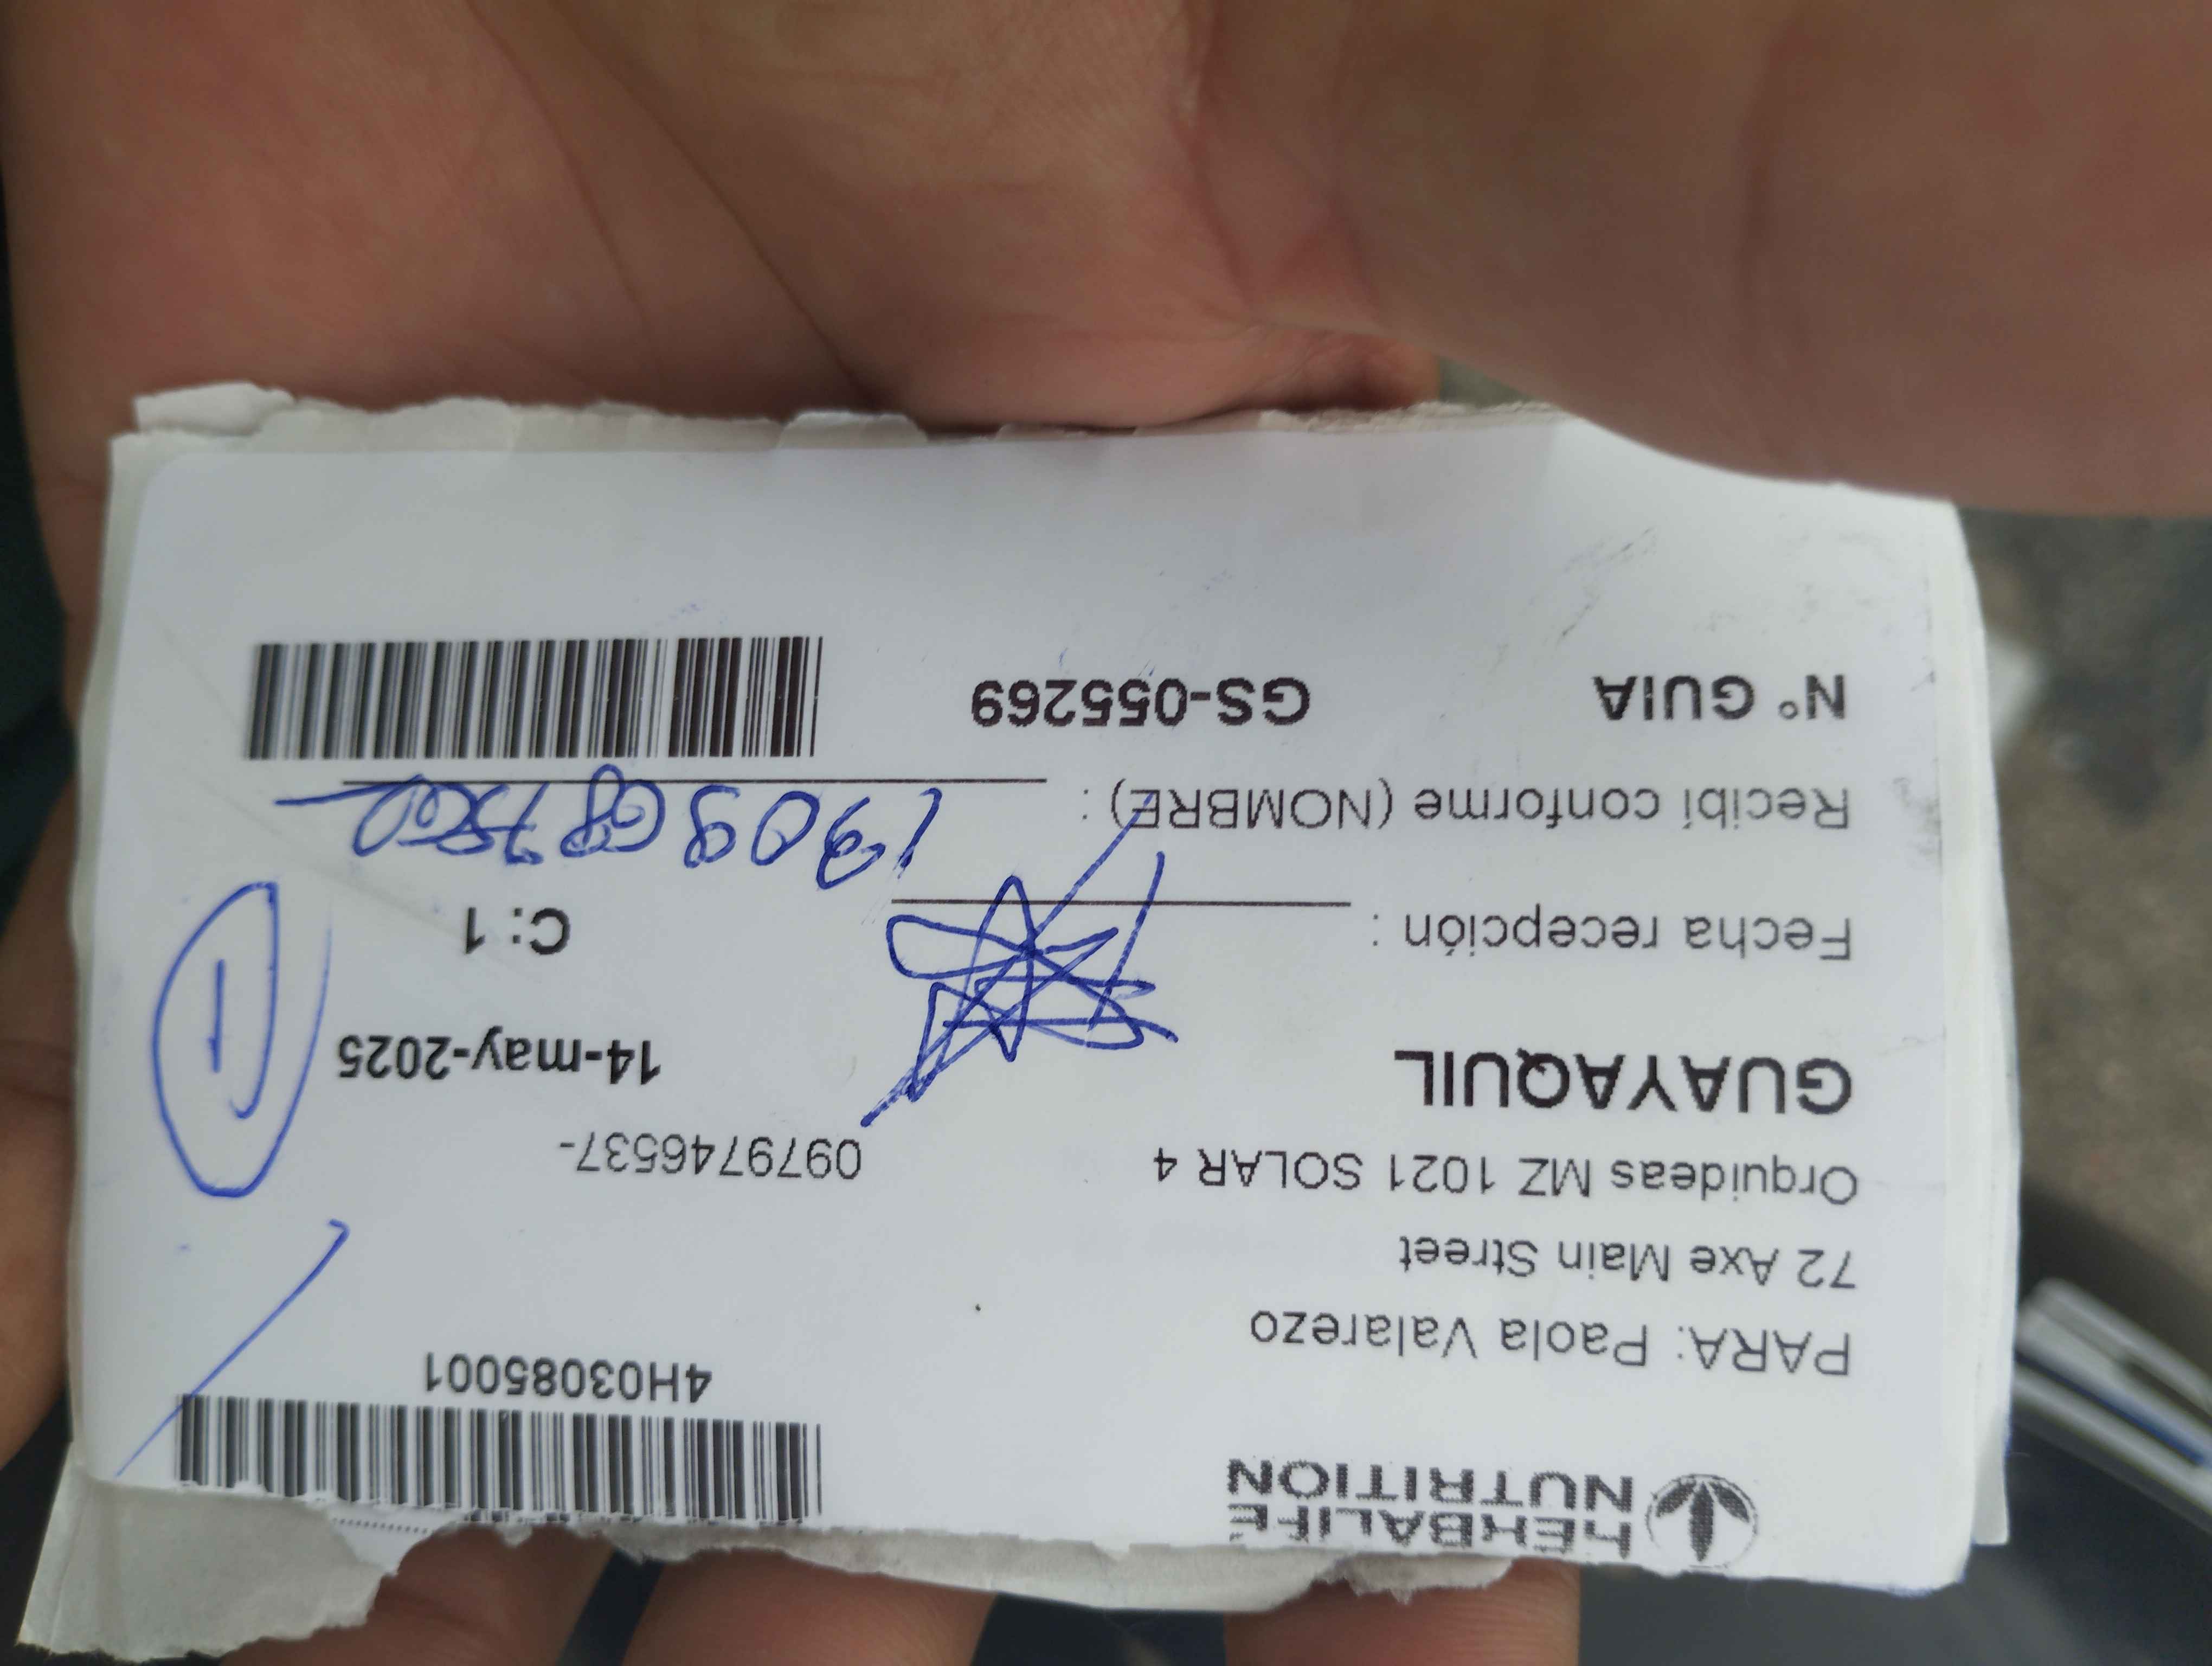 HERBALIFE
NUTRITION
4H03085001
PARA: Paola Valarezo
72 Axe Main Street
Orquideas MZ 1021 SOLAR 4
0979746537-
GUAYAQUIL
14-may-2025
1
Fecha recepción :
C: 1
Recibí conforme (NOMBRE) :
N° GUIA
GS-055269